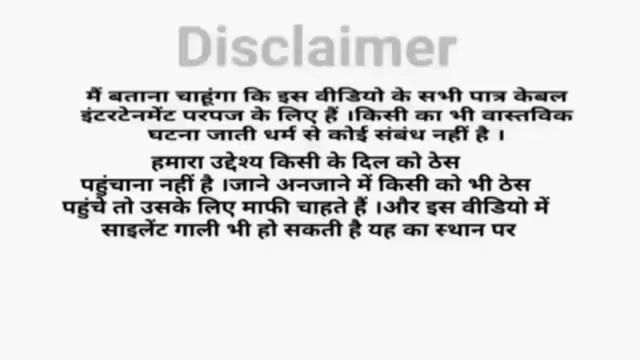 Disclaimer
मैं बताना चाहूंगा कि इस वीडियो के सभी पात्र केबल
इंटरटेनमेंट परपज के लिए हैं ।किसी का भी वास्तविक
घटना जाती धर्म से कोई संबंध नहीं है ।
हमारा उद्देश्य किसी के दिल को ठेस
पहुंचाना नहीं है ।जाने अनजाने में किसी को भी ठेस
पहुंचे तो उसके लिए माफी चाहते हैं ।और इस वीडियो में
साइलेंट गाली भी हो सकती है यह का स्थान पर